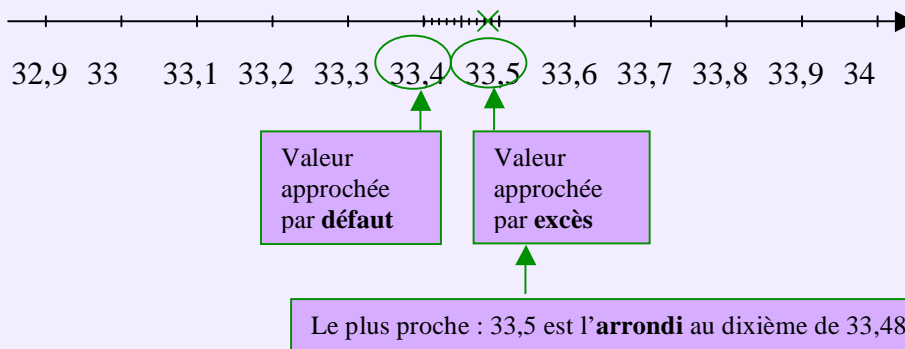 32,9 33 33,1 33,2 33,3 33,4 33,5 33,6 33,7 33,8 33,9 34
Valeur
approchée
par défaut
Valeur
approchée
par excès
Le plus proche : 33,5 est l'arrondi au dixième de 33,48